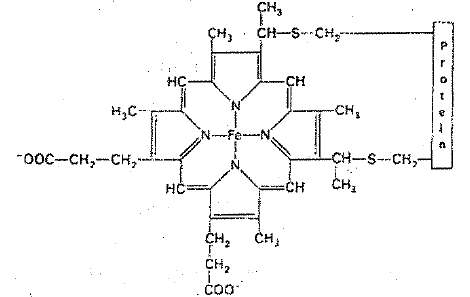 CH₃
CH₃ CH—S—CH₂
HC CH
N
H₃C CH₃
N—Fe—N
⁻OOC—CH₂—CH₂ CH—S—CH₂
N
HC CH CH₃
CH₂ CH₃
CH₂
COO⁻
Protein